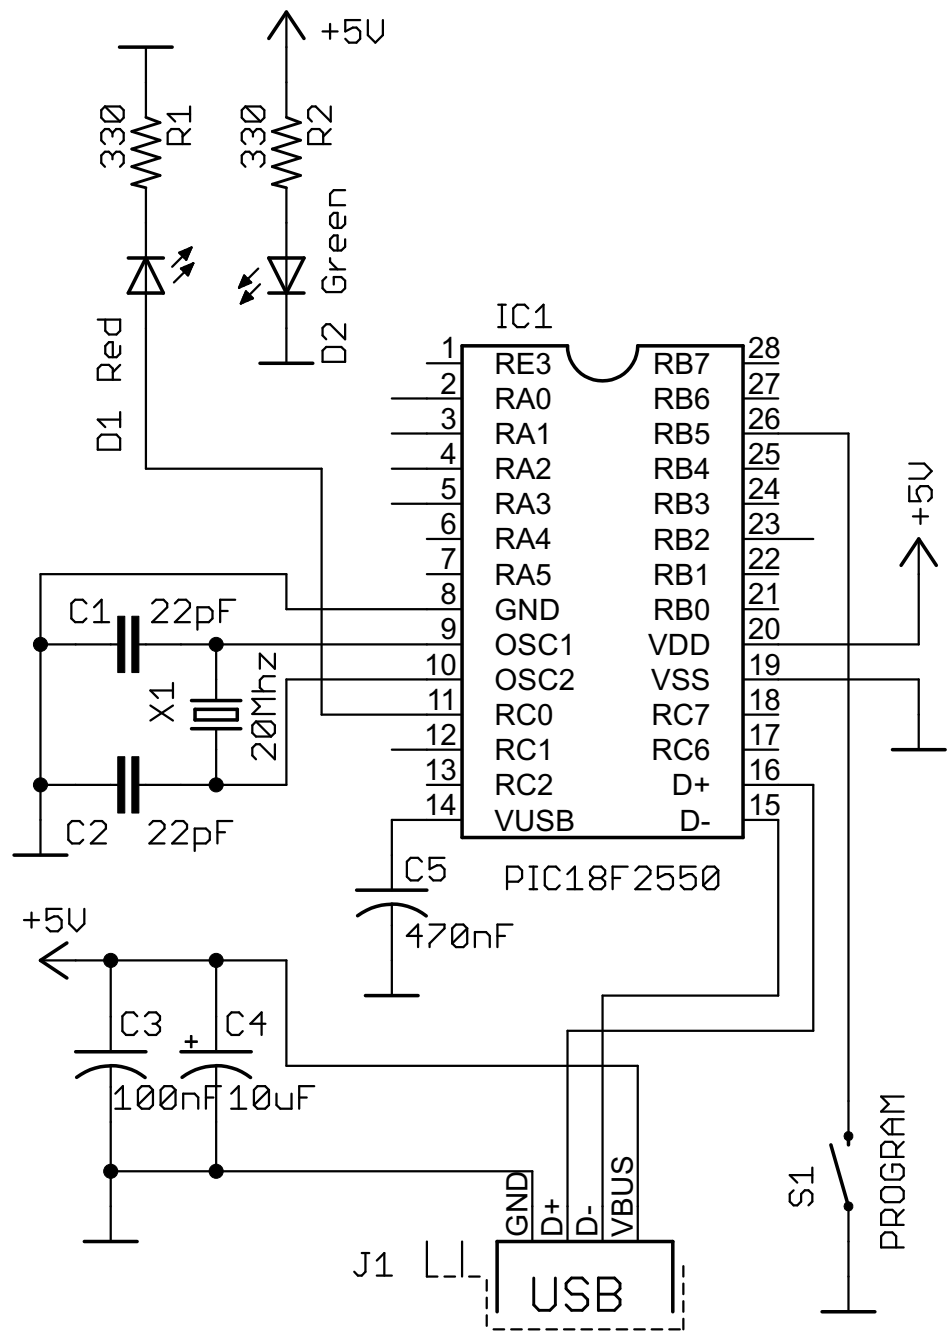 +5V
330
R1
330
R2
D1 Red
D2 Green
IC1
1 RE3 RB7 28
2 RA0 RB6 27
3 RA1 RB5 26
4 RA2 RB4 25
5 RA3 RB3 24
6 RA4 RB2 23
7 RA5 RB1 22
8 GND RB0 21
9 OSC1 VDD 20
10 OSC2 VSS 19
11 RC0 RC7 18
12 RC1 RC6 17
13 RC2 D+ 16
14 VUSB D- 15
PIC18F2550
+5V
C1 22pF
X1
20Mhz
C2 22pF
C5
470nF
+5V
C3
100nF
C4
+
10uF
GND
D+
D-
VBUS
J1
USB
S1
PROGRAM